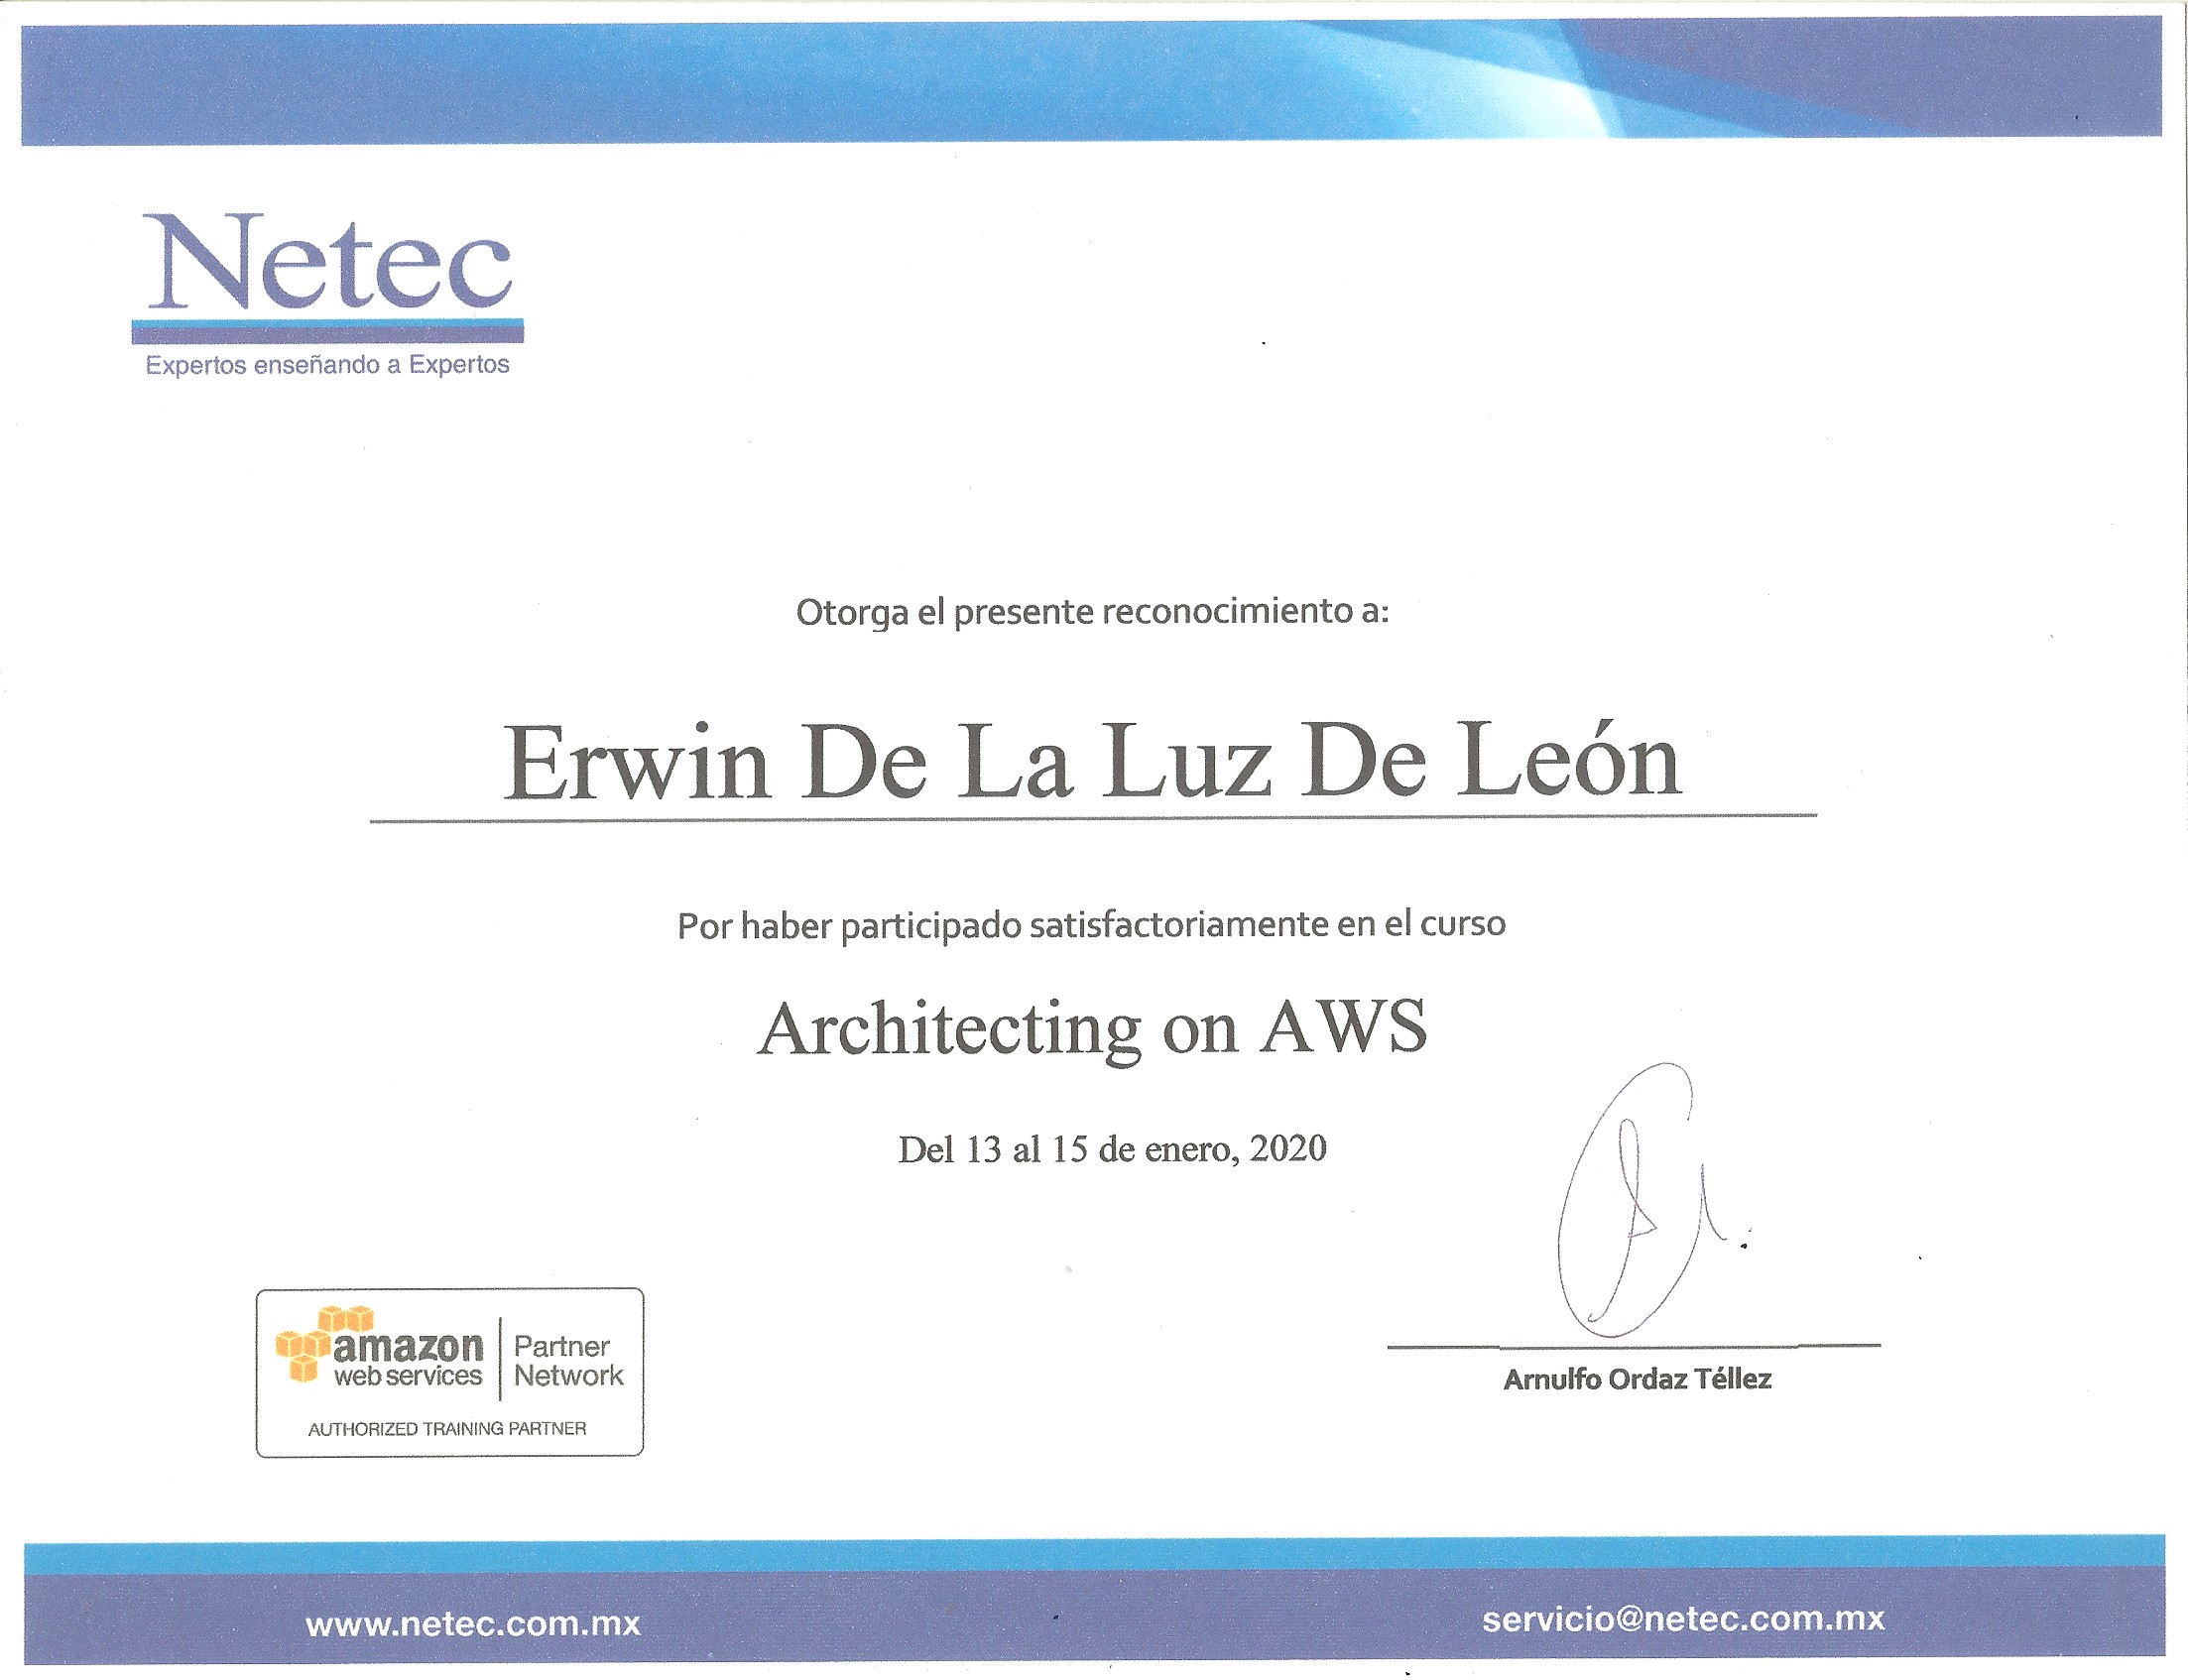 Netec
Expertos enseñando a Expertos
Otorga el presente reconocimiento a:
Erwin De La Luz De León
Por haber participado satisfactoriamente en el curso
Architecting on AWS
Del 13 al 15 de enero, 2020
amazon
web services
Partner
Network
AUTHORIZED TRAINING PARTNER
Arnulfo Ordaz Téllez
www.netec.com.mx
servicio@netec.com.mx